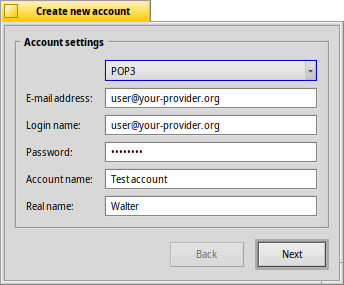 Create new account
Account settings
POP3
E-mail address: user@your-provider.org
Login name: user@your-provider.org
Password: ••••••••
Account name: Test account
Real name: Walter
Back Next